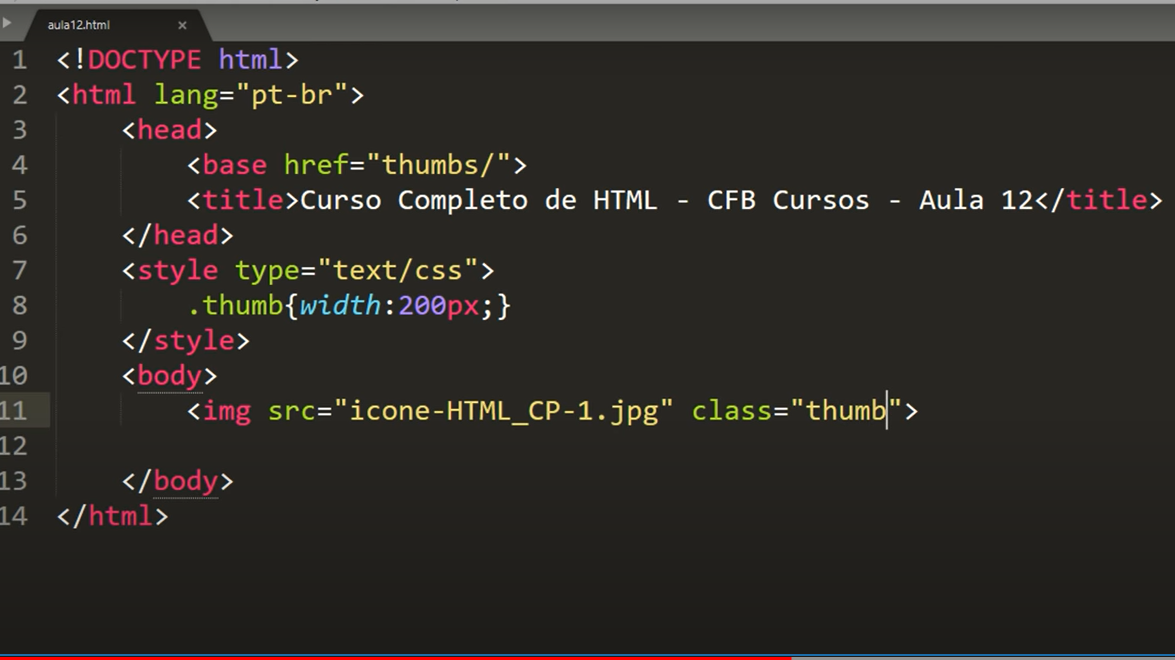 aula12.html ×
1 <!DOCTYPE html>
2 <html lang="pt-br">
3 <head>
4 <base href="thumbs/">
5 <title>Curso Completo de HTML - CFB Cursos - Aula 12</title>
6 </head>
7 <style type="text/css">
8 .thumb{width:200px;}
9 </style>
10 <body>
11 <img src="icone-HTML_CP-1.jpg" class="thumb">
12
13 </body>
14 </html>